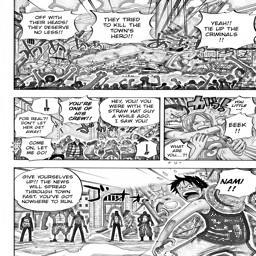 YEAH!!
TIE UP THE
CRIMINALS
!!
THEY TRIED
TO KILL THE
TOWN'S
HERO!!
OFF WITH
THEIR HEADS!
THEY DESERVE
NO LESS!!
EEEK
!!
WHAT
ARE
YOU...?!
HEY, YOU! YOU
WERE WITH THE
STRAW HAT GUY
A WHILE AGO.
I SAW YOU!
YOU'RE
ONE OF
HIS
CREW!!
FOR REAL?!
DON'T LET
HER GET
AWAY!
COME ON,
LET ME GO!
NAMI
!!
GIVE YOURSELVES
UP!! THE NEWS
WILL SPREAD
THROUGH TOWN
FAST. YOU'VE GOT
NOWHERE TO RUN.